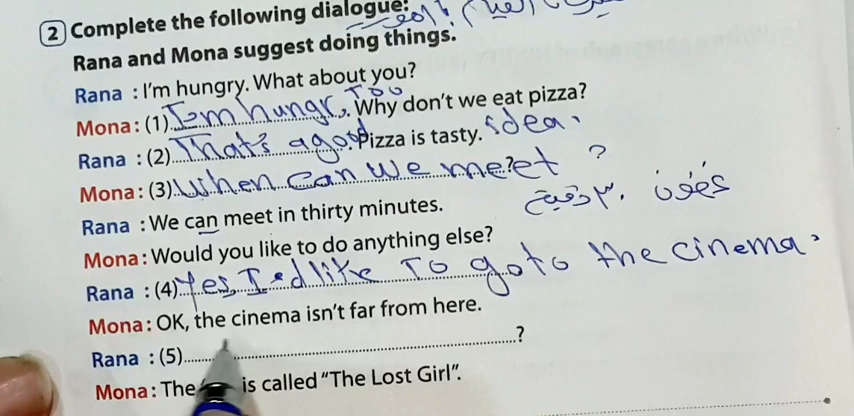 2 Complete the following dialogue:
Rana and Mona suggest doing things.
Rana : I'm hungry. What about you?
Mona : (1) I'm hungr, Too Why don't we eat pizza?
Rana : (2) That's a good Pizza is tasty. idea.
Mona : (3) When can we meet ?
Rana : We can meet in thirty minutes.
٣٠ دقيقة
Mona : Would you like to do anything else?
Rana : (4) Yes, I'd like To go to the cinema.
Mona : OK, the cinema isn't far from here.
Rana : (5)..............................?
Mona : The is called "The Lost Girl".